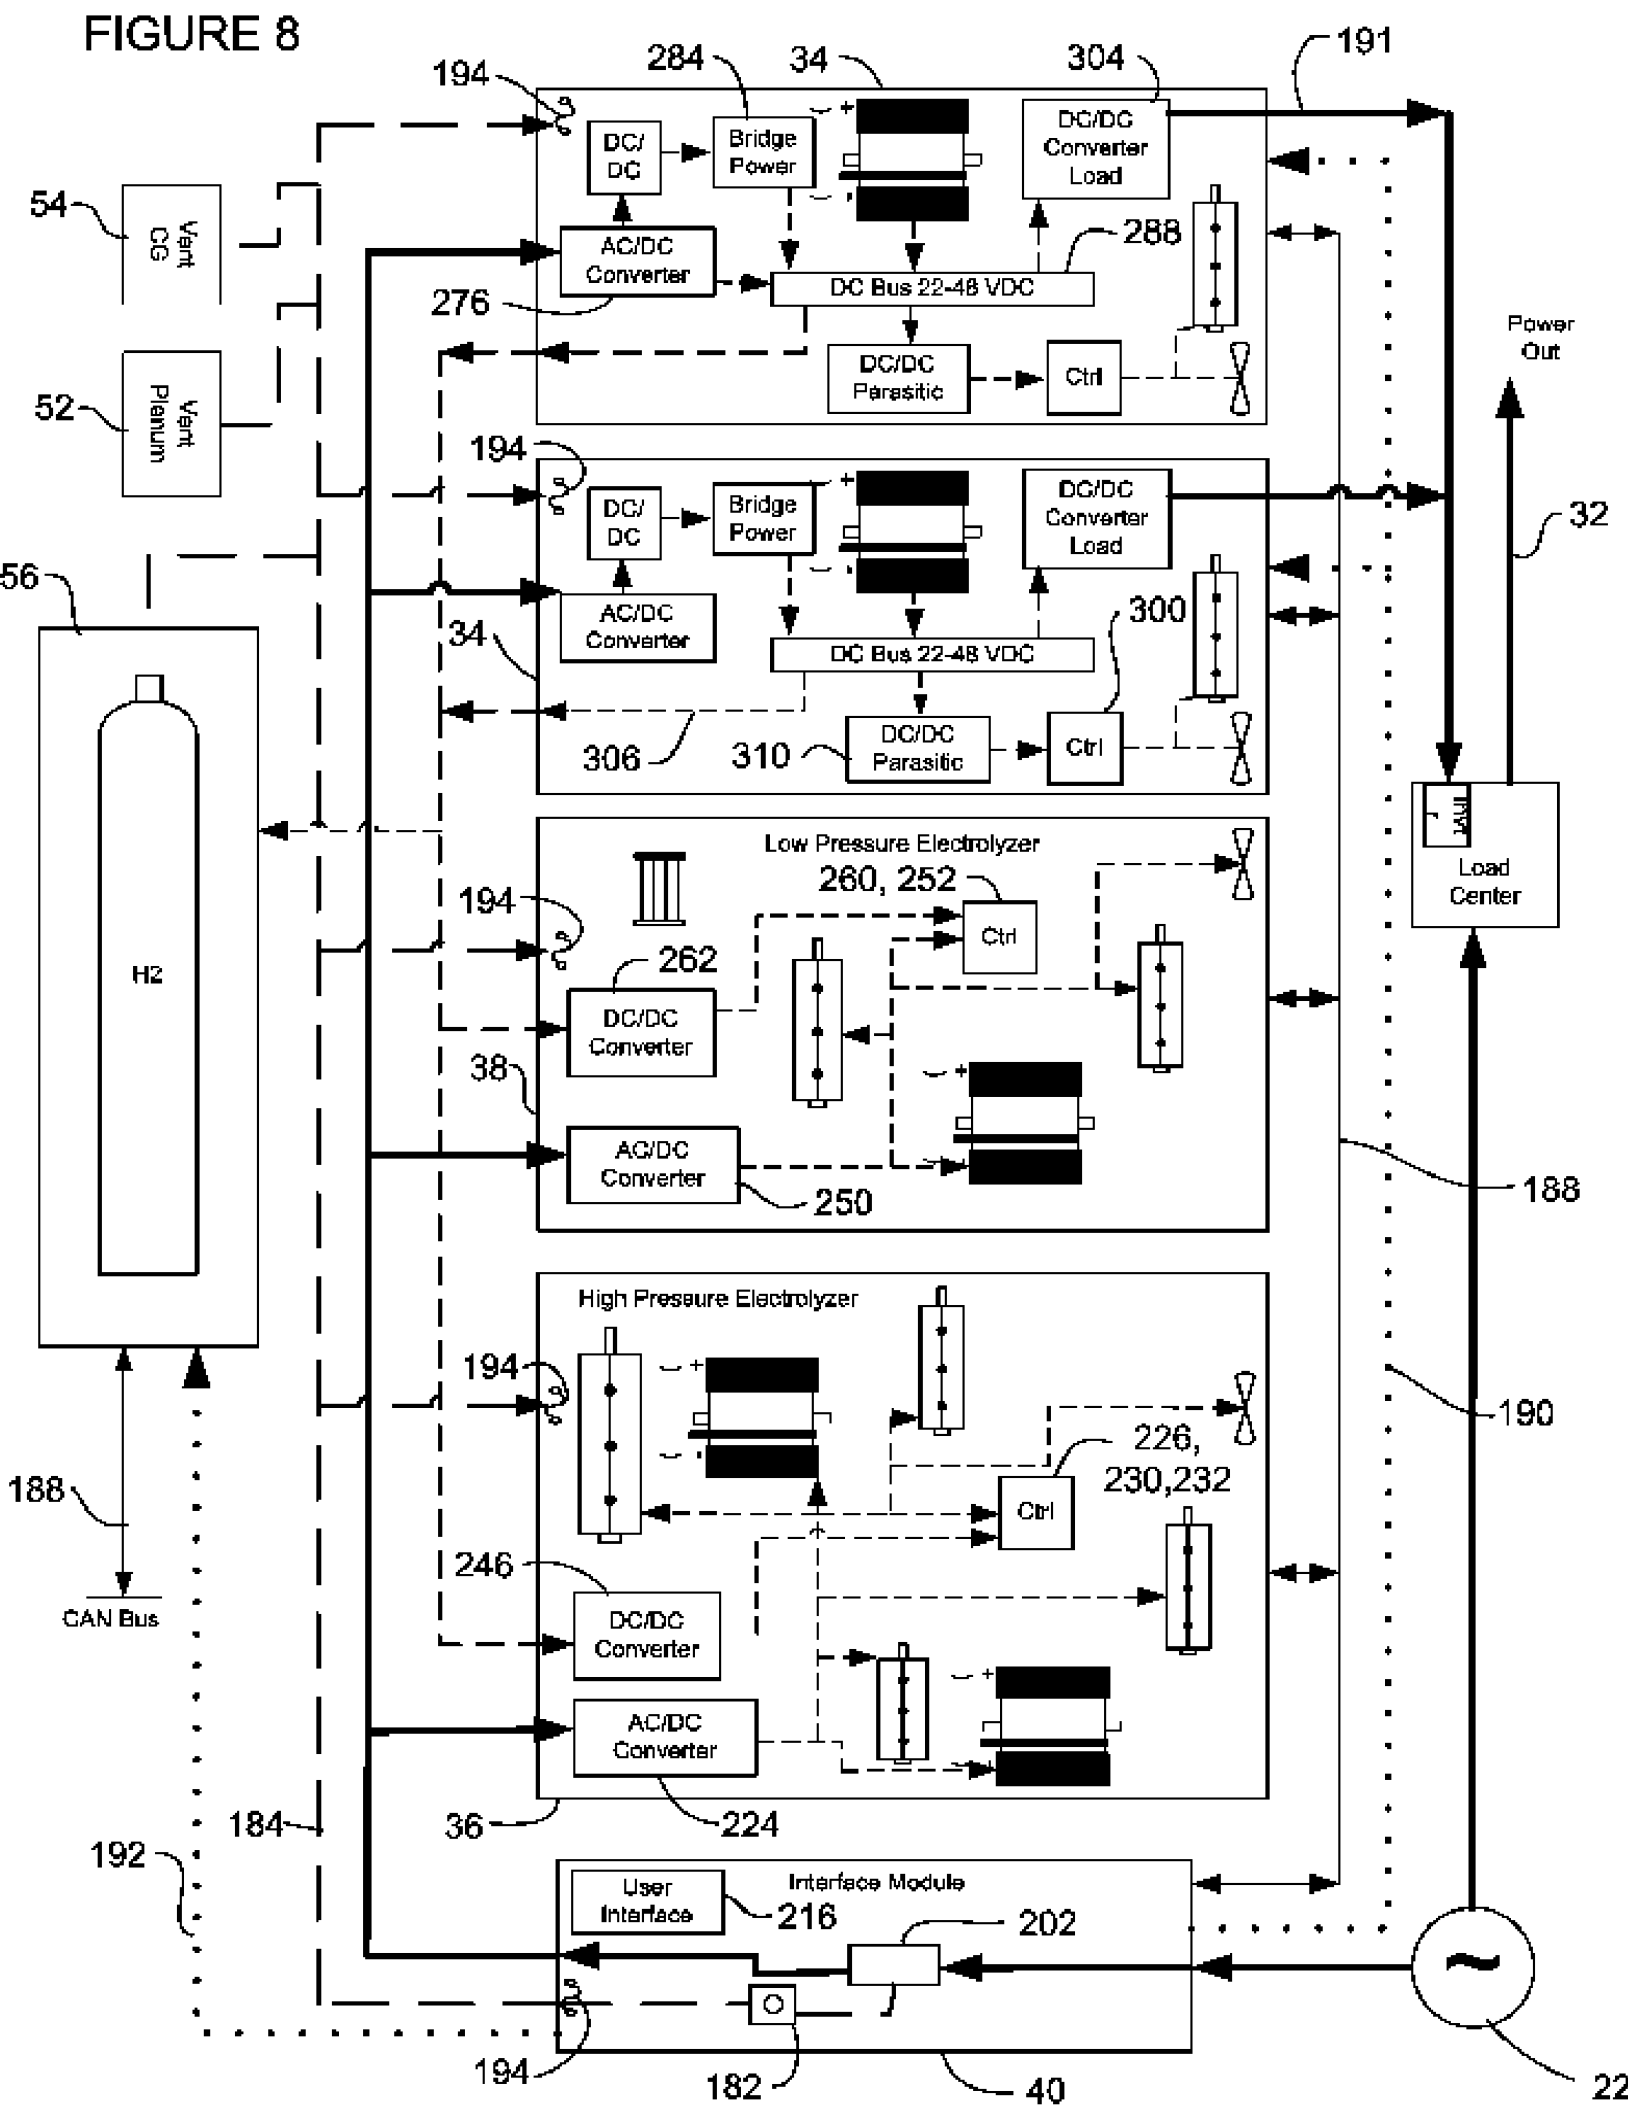 FIGURE 8
194
284
34
304
191
DC/
DC
Bridge
Power
+
DC/DC
Converter
Load
54
Vent
CG
AC/DC
Converter
288
276
DC Bus 22-48 VDC
Power
Out
52
Vent
Plenum
DC/DC
Parasitic
Ctrl
194
DC/
DC
Bridge
Power
+
DC/DC
Converter
Load
32
56
34
AC/DC
Converter
300
DC Bus 22-48 VDC
306
310
DC/DC
Parasitic
Ctrl
Invt
Load
Center
Low Pressure Electrolyzer
260, 252
194
Ctrl
H2
262
DC/DC
Converter
38
+
AC/DC
Converter
250
188
High Pressure Electrolyzer
194
+
190
226,
230,232
188
Ctrl
246
CAN Bus
DC/DC
Converter
+
AC/DC
Converter
184
36
224
192
User
Interface
Interface Module
216
202
~
194
182
40
22